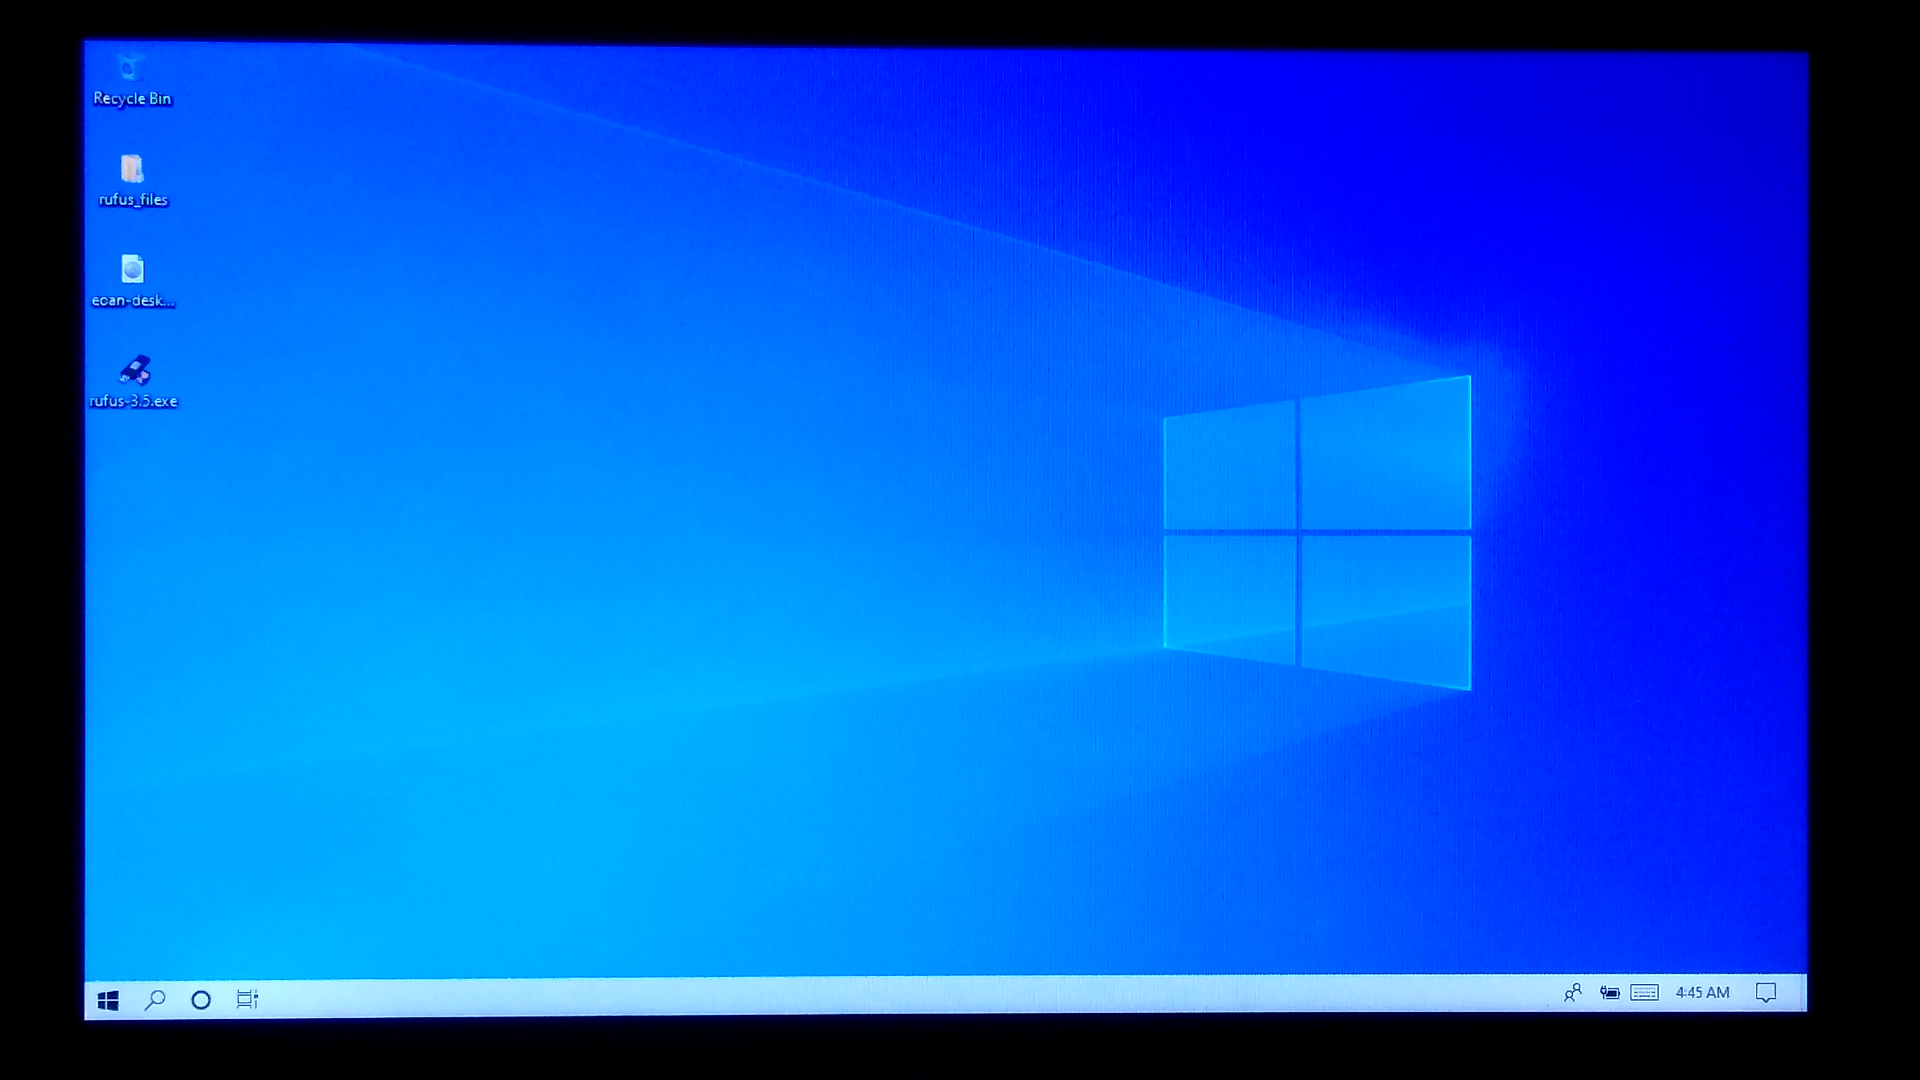 Recycle Bin
rufus_files
eoan-desk...
rufus-3.5.exe
4:45 AM